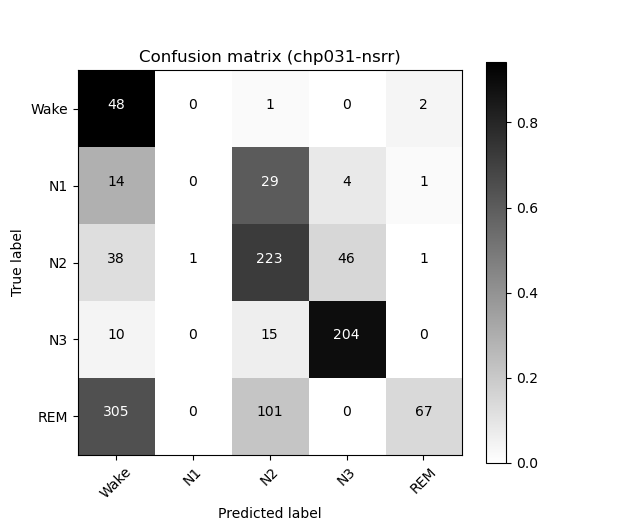 Confusion matrix (chp031-nsrr)
Wake 48 0 1 0 2
N1 14 0 29 4 1
N2 38 1 223 46 1
N3 10 0 15 204 0
REM 305 0 101 0 67
Wake N1 N2 N3 REM
True label
Predicted label
0.8
0.6
0.4
0.2
0.0